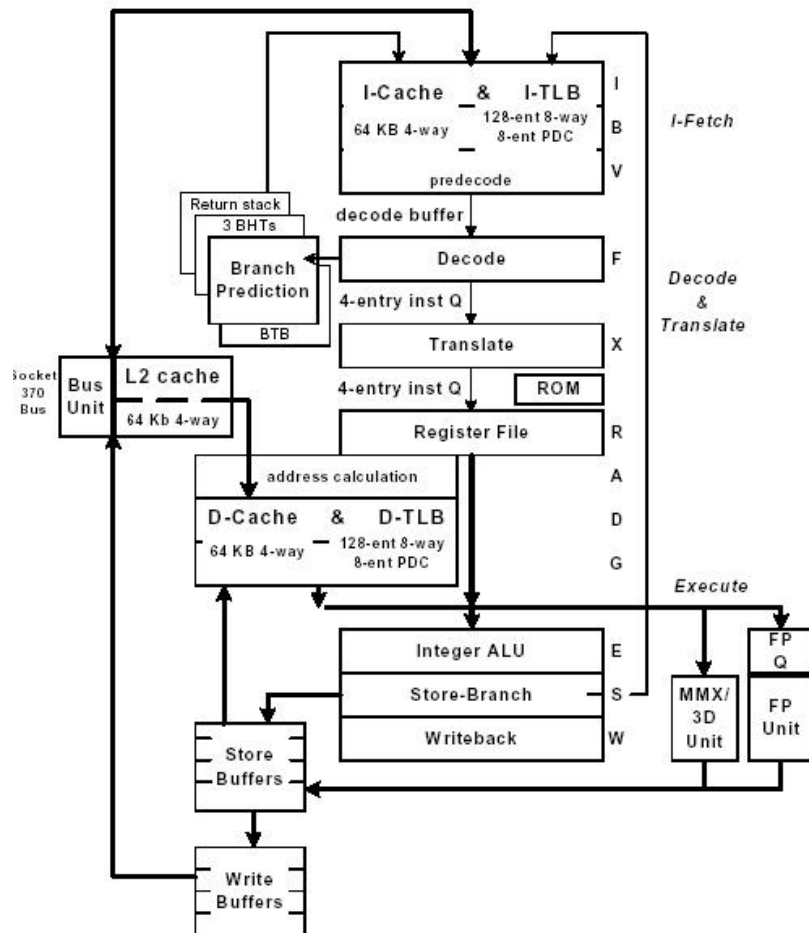 I-Cache & I-TLB
64 KB 4-way
128-ent 8-way
8-ent PDC
predecode
I
B
V
I-Fetch
Return stack
3 BHTs
Branch
Prediction
BTB
decode buffer
Decode
F
4-entry inst Q
Decode
&
Translate
Translate
X
4-entry inst Q
ROM
Socket
370
Bus
Bus
Unit
L2 cache
64 Kb 4-way
Register File
R
address calculation
A
D-Cache & D-TLB
64 KB 4-way
128-ent 8-way
8-ent PDC
D
G
Execute
Integer ALU
E
Store-Branch
S
Writeback
W
MMX/
3D
Unit
FP
Q
FP
Unit
Store
Buffers
Write
Buffers